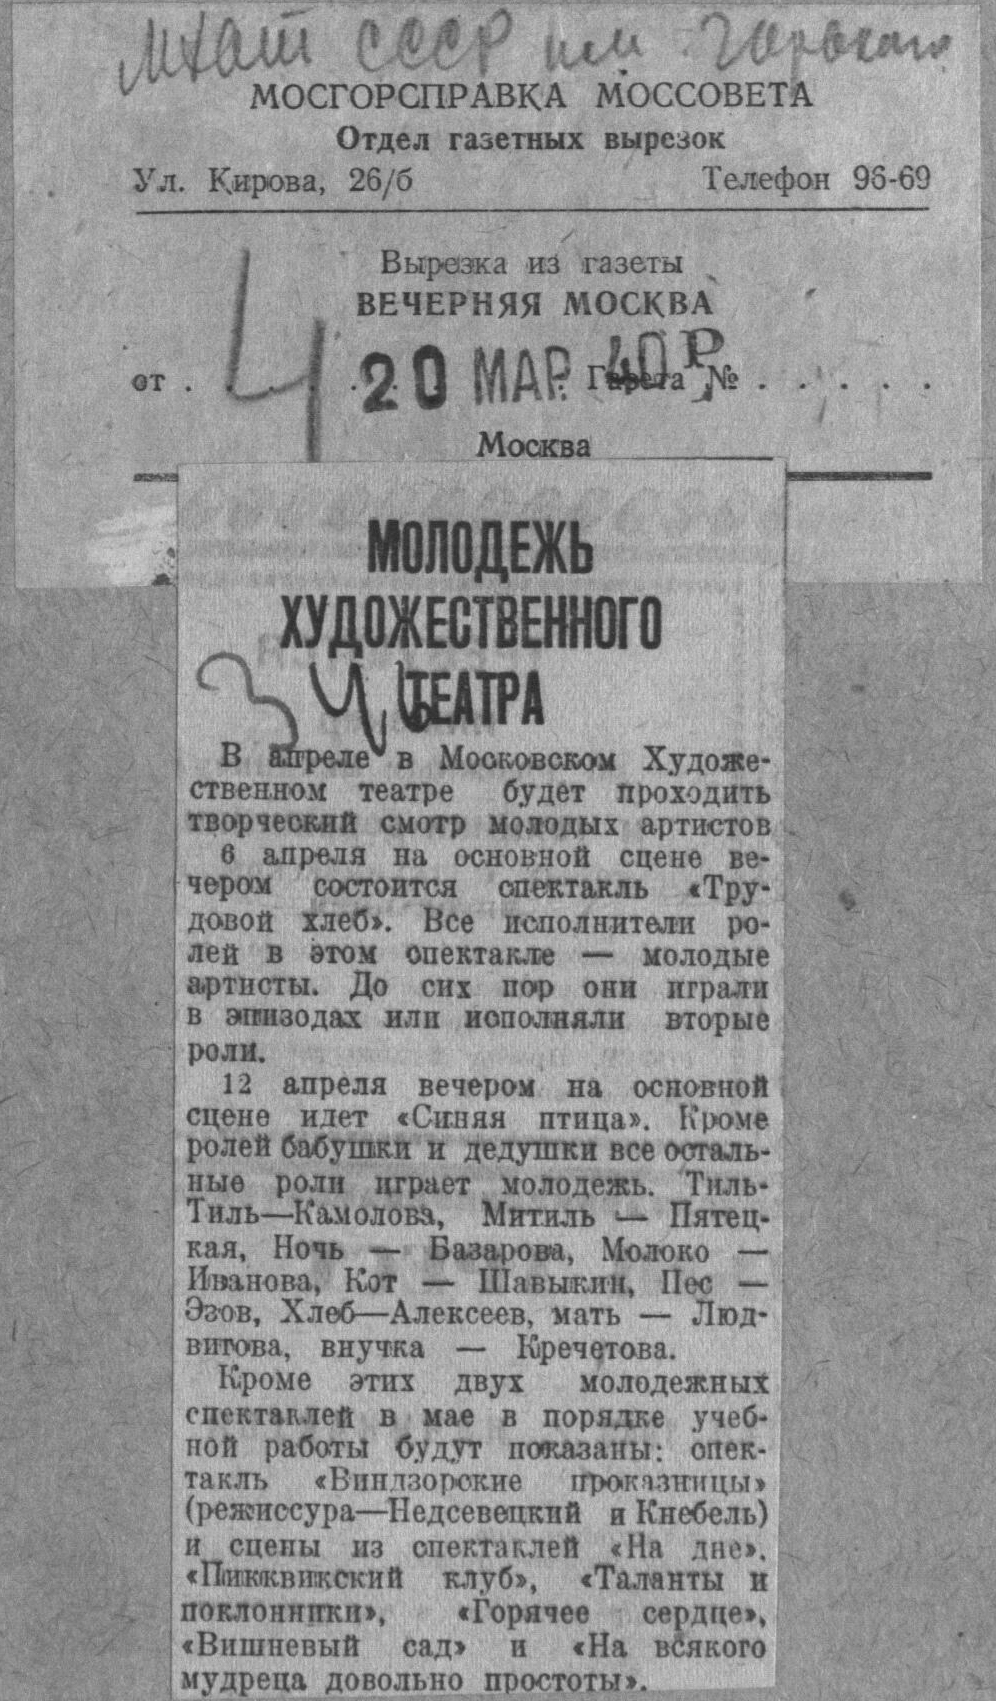 МХАТ СССР им Горького
МОСГОРСПРАВКА МОССОВЕТА
Отдел газетных вырезок
Ул. Кирова, 26/б Телефон 96-69
Вырезка из газеты
ВЕЧЕРНЯЯ МОСКВА
от . . . . . 20 МАР. 40 Р Газета № . . . . .
Москва
МОЛОДЕЖЬ
ХУДОЖЕСТВЕННОГО
ТЕАТРА
В апреле в Московском Художе-
ственном театре будет проходить
творческий смотр молодых артистов
6 апреля на основной сцене ве-
чером состоится спектакль «Тру-
довой хлеб». Все исполнители ро-
лей в этом спектакле — молодые
артисты. До сих пор они играли
в эпизодах или исполняли вторые
роли.
12 апреля вечером на основной
сцене идет «Синяя птица». Кроме
ролей бабушки и дедушки все осталь-
ные роли играет молодежь. Тиль-
Тиль—Камолова, Митиль — Пятец-
кая, Ночь — Базарова, Молоко —
Иванова, Кот — Шавыкин, Пес —
Эзов, Хлеб—Алексеев, мать — Люд-
витова, внучка — Кречетова.
Кроме этих двух молодежных
спектаклей в мае в порядке учеб-
ной работы будут показаны: спек-
такль «Виндзорские проказницы»
(режиссура—Недсевецкий и Кнебель)
и сцены из спектаклей «На дне».
«Пикквикский клуб», «Таланты и
поклонники», «Горячее сердце»,
«Вишневый сад» и «На всякого
мудреца довольно простоты».